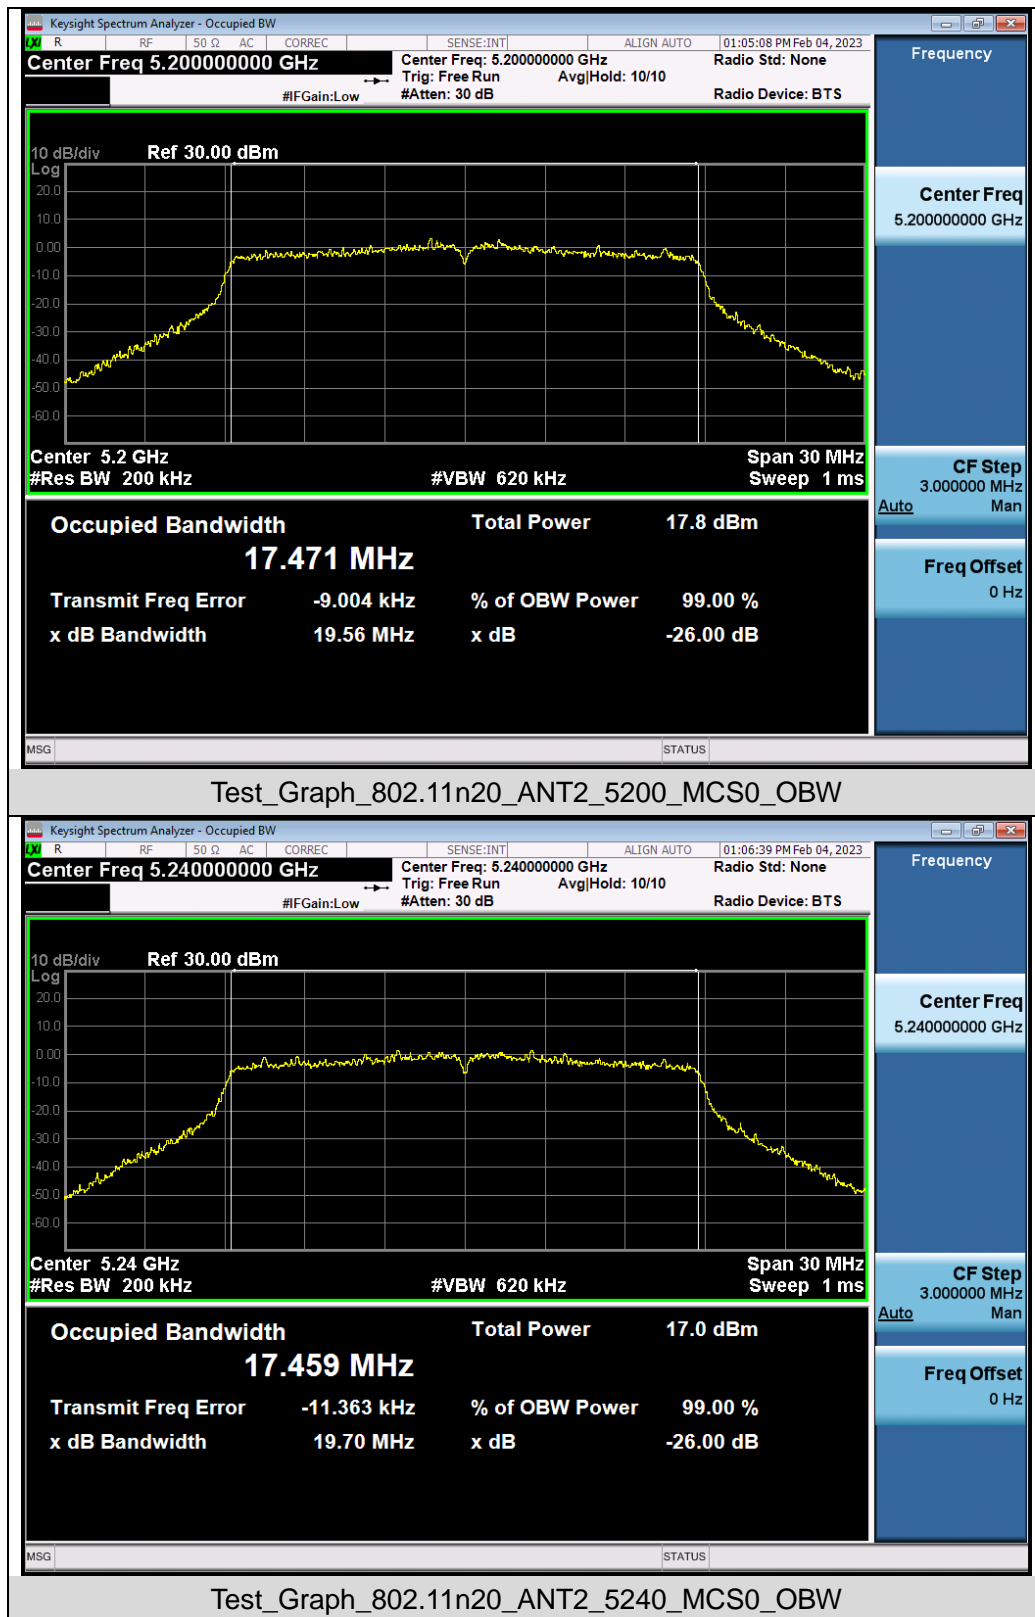 Keysight Spectrum Analyzer - Occupied BW
LXI R RF 50 Ω AC CORREC SENSE:INT ALIGN AUTO 01:05:08 PM Feb 04, 2023
Center Freq 5.200000000 GHz
Center Freq: 5.200000000 GHz
Radio Std: None
Trig: Free Run Avg|Hold: 10/10
#IFGain:Low
#Atten: 30 dB
Radio Device: BTS
10 dB/div Ref 30.00 dBm
Log
20.0
10.0
0.00
-10.0
-20.0
-30.0
-40.0
-50.0
-60.0
Center 5.2 GHz Span 30 MHz
#Res BW 200 kHz #VBW 620 kHz Sweep 1 ms
Occupied Bandwidth Total Power 17.8 dBm
17.471 MHz
Transmit Freq Error -9.004 kHz % of OBW Power 99.00 %
x dB Bandwidth 19.56 MHz x dB -26.00 dB
MSG STATUS
Frequency
Center Freq
5.200000000 GHz
CF Step
3.000000 MHz
Auto Man
Freq Offset
0 Hz
Test_Graph_802.11n20_ANT2_5200_MCS0_OBW
Keysight Spectrum Analyzer - Occupied BW
LXI R RF 50 Ω AC CORREC SENSE:INT ALIGN AUTO 01:06:39 PM Feb 04, 2023
Center Freq 5.240000000 GHz
Center Freq: 5.240000000 GHz
Radio Std: None
Trig: Free Run Avg|Hold: 10/10
#IFGain:Low
#Atten: 30 dB
Radio Device: BTS
10 dB/div Ref 30.00 dBm
Log
20.0
10.0
0.00
-10.0
-20.0
-30.0
-40.0
-50.0
-60.0
Center 5.24 GHz Span 30 MHz
#Res BW 200 kHz #VBW 620 kHz Sweep 1 ms
Occupied Bandwidth Total Power 17.0 dBm
17.459 MHz
Transmit Freq Error -11.363 kHz % of OBW Power 99.00 %
x dB Bandwidth 19.70 MHz x dB -26.00 dB
MSG STATUS
Frequency
Center Freq
5.240000000 GHz
CF Step
3.000000 MHz
Auto Man
Freq Offset
0 Hz
Test_Graph_802.11n20_ANT2_5240_MCS0_OBW